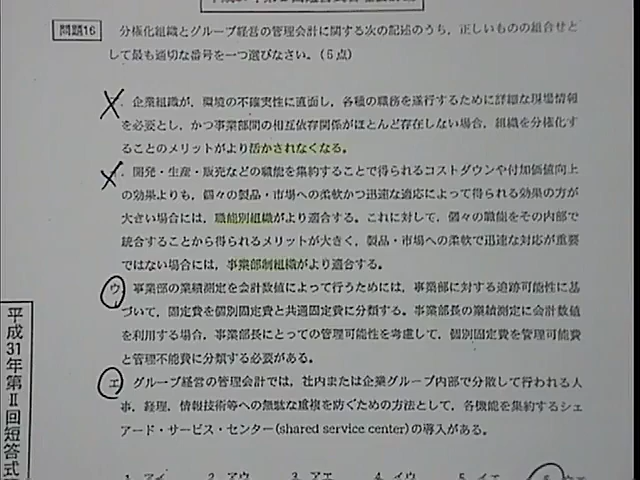 問題16 分権化組織とグループ経営の管理会計に関する次の記述のうち，正しいものの組合せと
して最も適切な番号を一つ選びなさい。（5点）
企業組織が，環境の不確実性に直面し，各種の職務を遂行するために詳細な現場情報
を必要とし，かつ事業部間の相互依存関係がほとんど存在しない場合，組織を分権化す
ることのメリットがより活かされなくなる。
開発・生産・販売などの職能を集約することで得られるコストダウンや付加価値向上
の効果よりも，個々の製品・市場への柔軟かつ迅速な適応によって得られる効果の方が
大きい場合には，職能別組織がより適合する。これに対して，個々の職能をその内部で
統合することから得られるメリットが大きく，製品・市場への柔軟で迅速な対応が重要
ではない場合には，事業部制組織がより適合する。
ウ 事業部の業績測定を会計数値によって行うためには，事業部に対する追跡可能性に基
づいて，固定費を個別固定費と共通固定費に分類する。事業部長の業績測定に会計数値
を利用する場合，事業部長にとっての管理可能性を考慮して，個別固定費を管理可能費
と管理不能費に分類する必要がある。
エ グループ経営の管理会計では，社内または企業グループ内部で分散して行われる人
事，経理，情報技術等への無駄な重複を防ぐための方法として，各機能を集約するシェ
アード・サービス・センター(shared service center)の導入がある。
1 アイ 2 アウ 3 アエ 4 イウ 5 イエ 6 ウエ
平成31年第Ⅱ回短答式